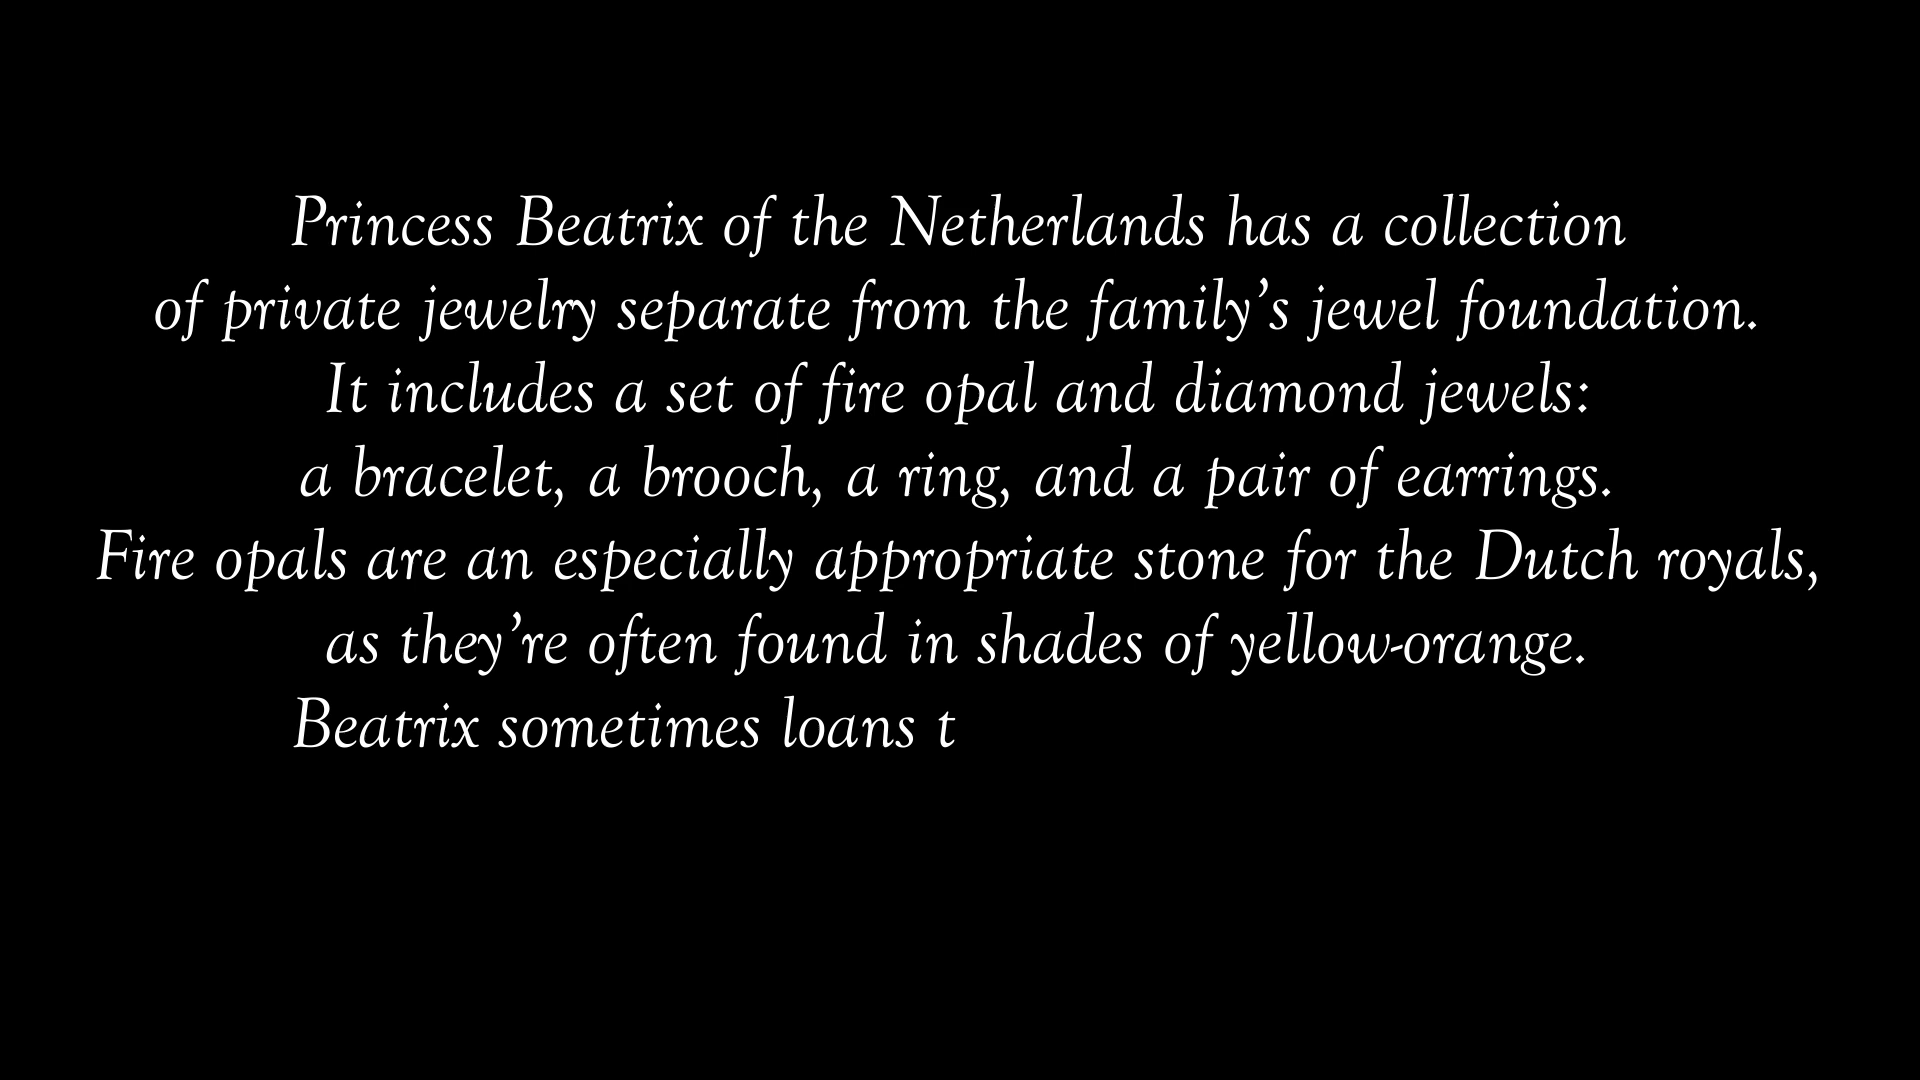 Princess Beatrix of the Netherlands has a collection
of private jewelry separate from the family’s jewel foundation.
It includes a set of fire opal and diamond jewels:
a bracelet, a brooch, a ring, and a pair of earrings.
Fire opals are an especially appropriate stone for the Dutch royals,
as they’re often found in shades of yellow-orange.
Beatrix sometimes loans t